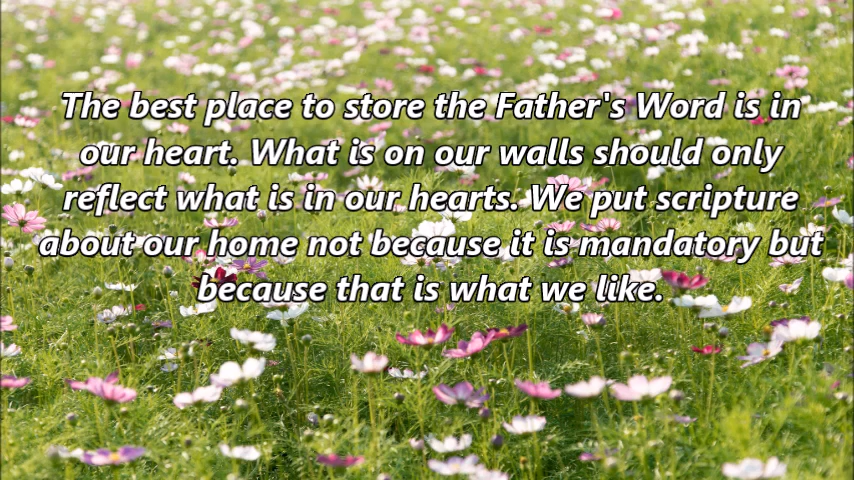 The best place to store the Father's Word is in
our heart. What is on our walls should only
reflect what is in our hearts. We put scripture
about our home not because it is mandatory but
because that is what we like.